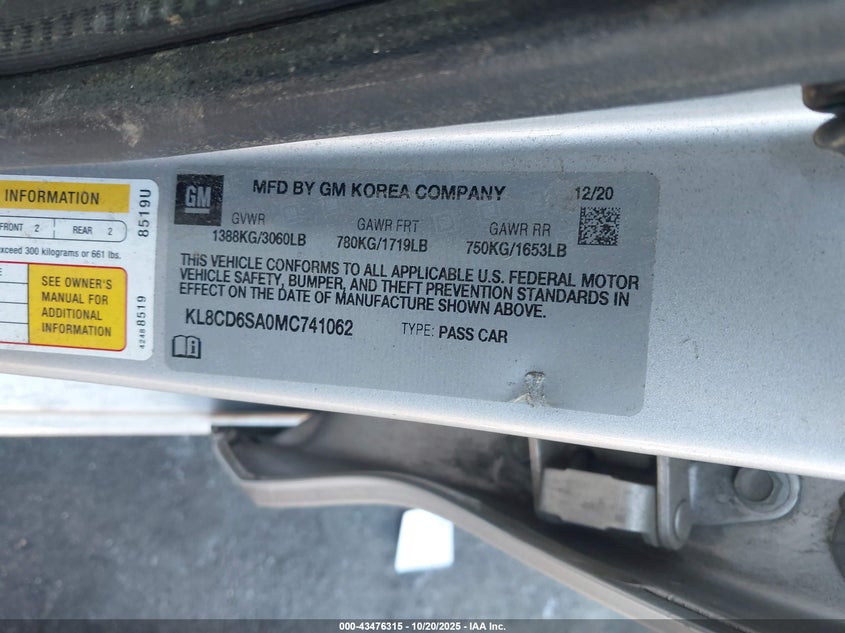 INFORMATION
FRONT 2 REAR 2
exceed 300 kilograms or 661 lbs.
SEE OWNER'S
MANUAL FOR
ADDITIONAL
INFORMATION
8519U
42488519
GM
MFD BY GM KOREA COMPANY 12/20
GVWR GAWR FRT GAWR RR
1388KG/3060LB 780KG/1719LB 750KG/1653LB
THIS VEHICLE CONFORMS TO ALL APPLICABLE U.S. FEDERAL MOTOR
VEHICLE SAFETY, BUMPER, AND THEFT PREVENTION STANDARDS IN
EFFECT ON THE DATE OF MANUFACTURE SHOWN ABOVE.
KL8CD6SA0MC741062 TYPE: PASS CAR
000-43476315 | 10/20/2025 - IAA Inc.